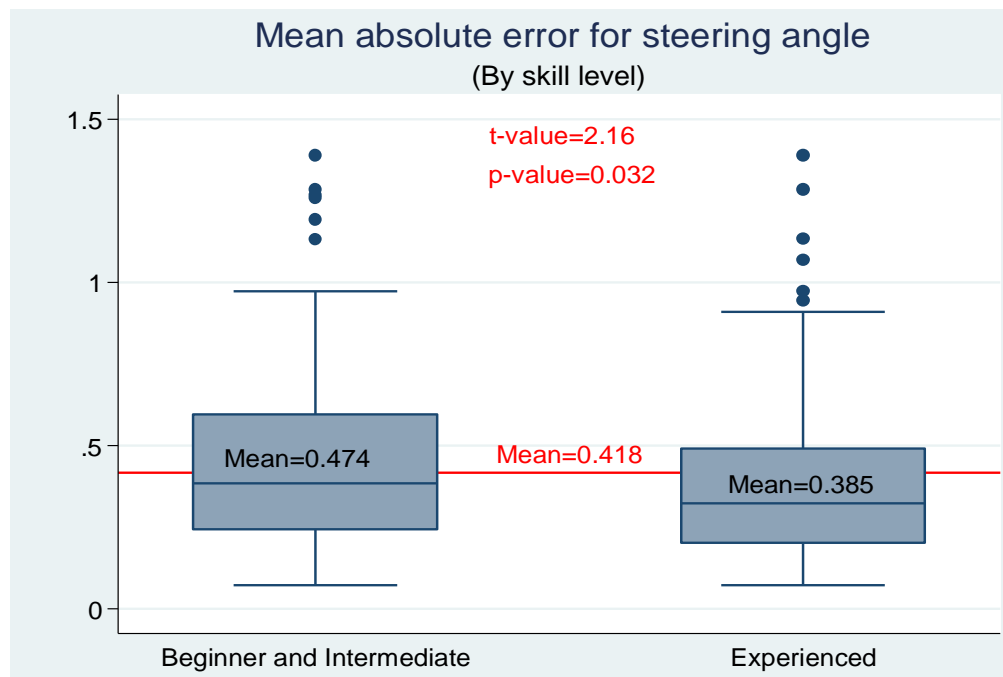 Mean absolute error for steering angle
(By skill level)
1.5
t-value=2.16
p-value=0.032
1
.5
Mean=0.474
Mean=0.418
Mean=0.385
0
Beginner and Intermediate
Experienced